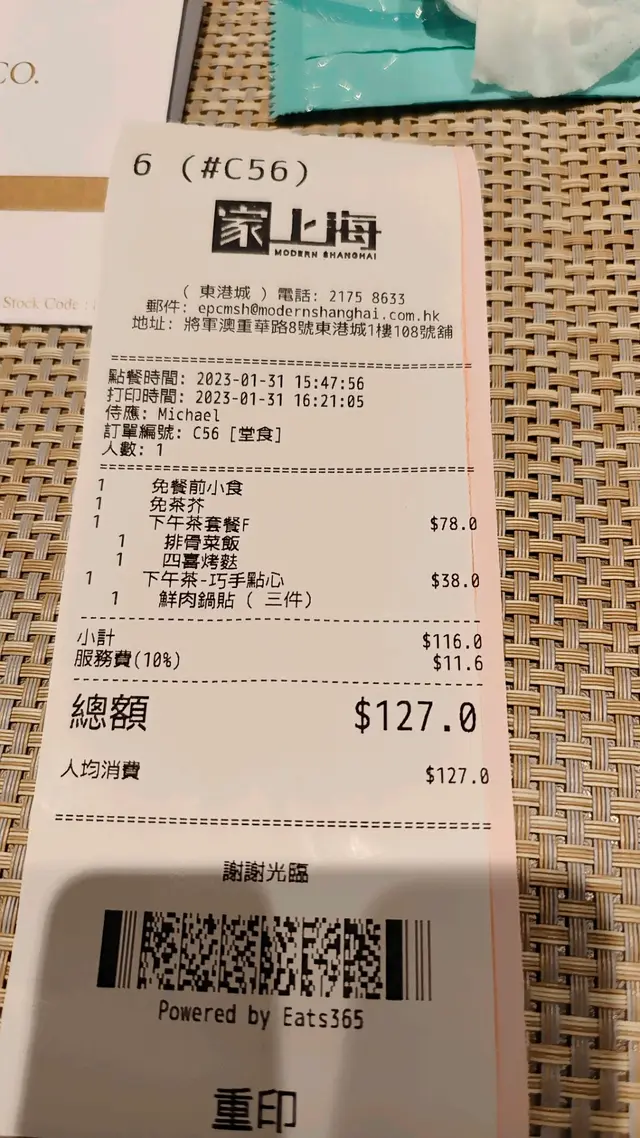 CO.
Stock Code :
6 (#C56)
家上海
MODERN SHANGHAI
( 東港城 ) 電話: 2175 8633
郵件: epcmsh@modernshanghai.com.hk
地址: 將軍澳重華路8號東港城1樓108號舖
點餐時間: 2023-01-31 15:47:56
打印時間: 2023-01-31 16:21:05
侍應: Michael
訂單編號: C56 [堂食]
人數: 1
1 免餐前小食
1 免茶芥
1 下午茶套餐F $78.0
1 排骨菜飯
1 四喜烤麩
1 下午茶-巧手點心 $38.0
1 鮮肉鍋貼 ( 三件)
小計 $116.0
服務費(10%) $11.6
總額 $127.0
人均消費 $127.0
謝謝光臨
Powered by Eats365
重印